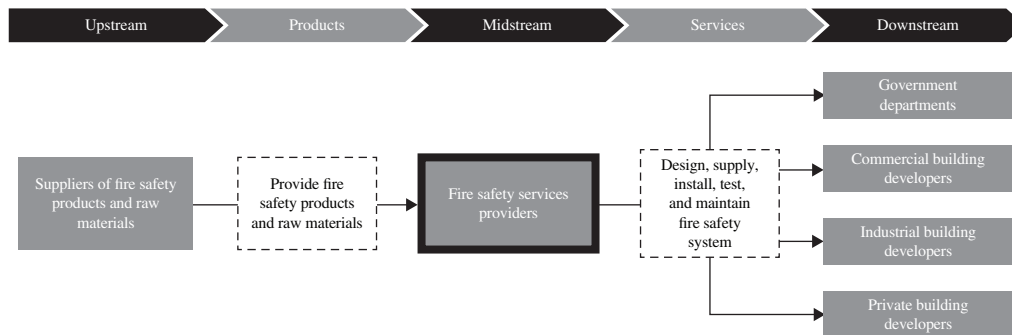 Upstream
Products
Midstream
Services
Downstream
Suppliers of fire safety
products and raw
materials
Provide fire
safety products
and raw materials
Fire safety services
providers
Design, supply,
install, test,
and maintain
fire safety
system
Government
departments
Commercial building
developers
Industrial building
developers
Private building
developers